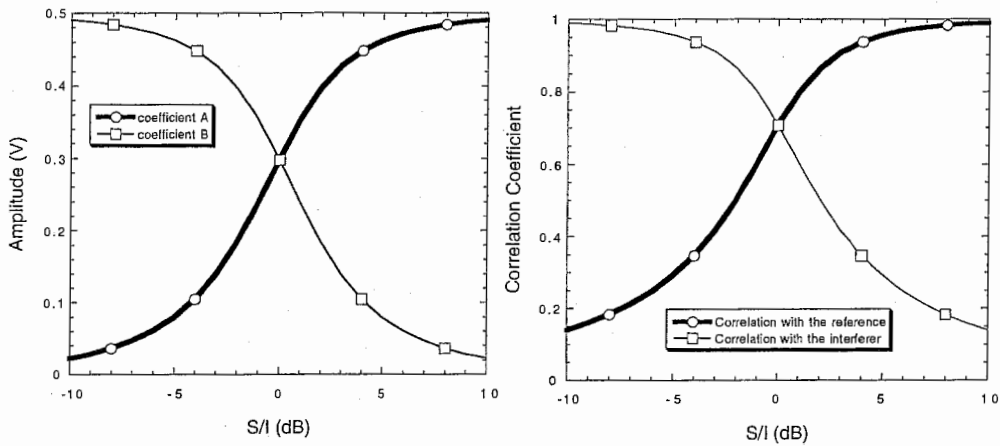 0.5
0.4
0.3
0.2
0.1
0
Amplitude (V)
coefficient A
coefficient B
-10
-5
0
5
10
S/I (dB)
1
0.8
0.6
0.4
0.2
0
Correlation Coefficient
Correlation with the reference
Correlation with the interferer
-10
-5
0
5
10
S/I (dB)